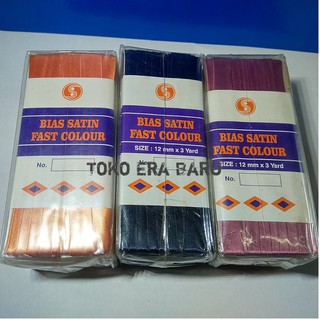 BIAS SATIN
FAST COLOUR
No.
BIAS SATIN
FAST COLOUR
SIZE : 12 mm x 3 Yard
BIAS SATIN
FAST COLOUR
SIZE : 12 mm x 3 Yard
No.
TOKO ERA BARU